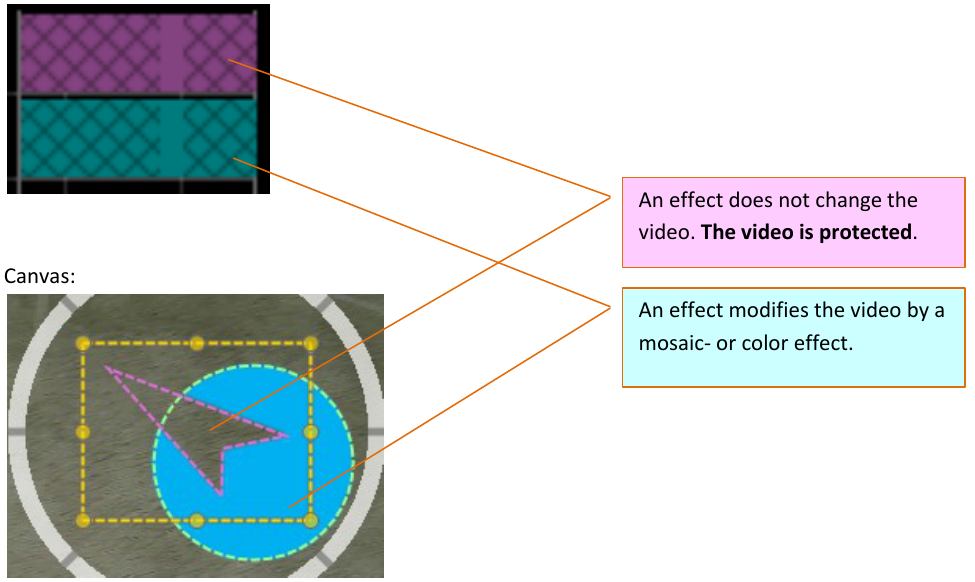 An effect does not change the
video. The video is protected.
Canvas:
An effect modifies the video by a
mosaic- or color effect.